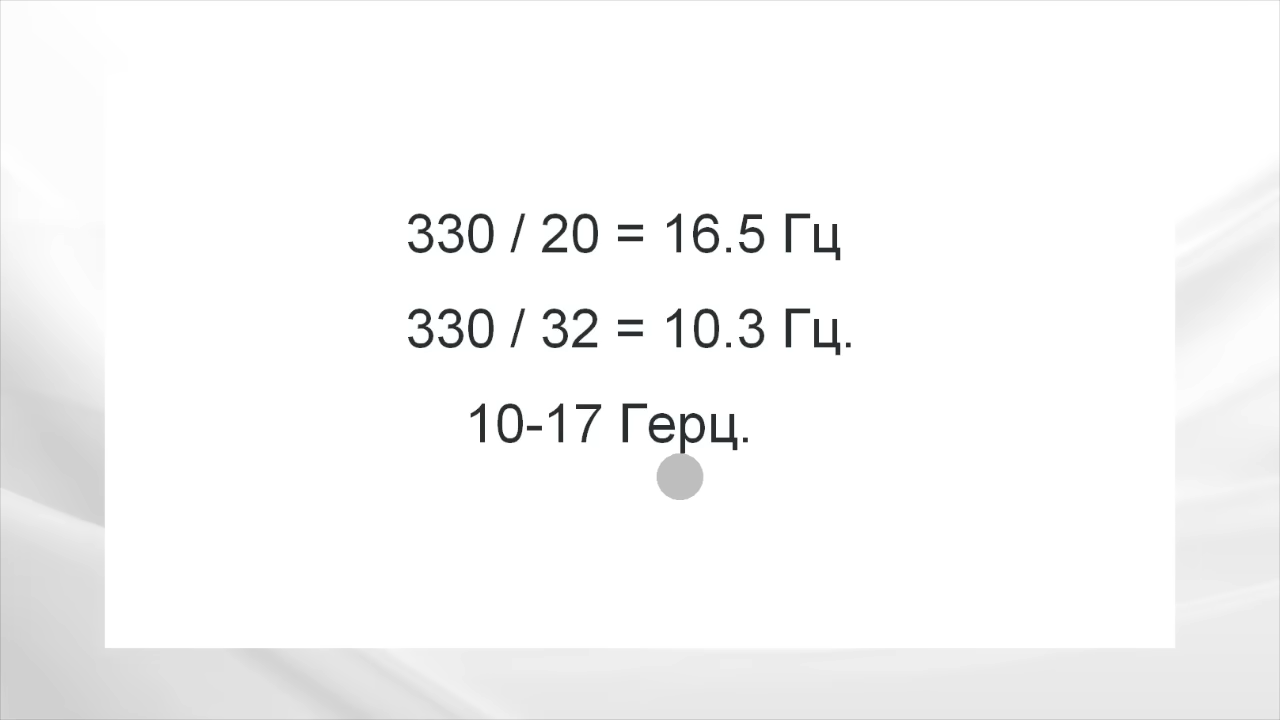 330 / 20 = 16.5 Гц
330 / 32 = 10.3 Гц.
10-17 Герц.